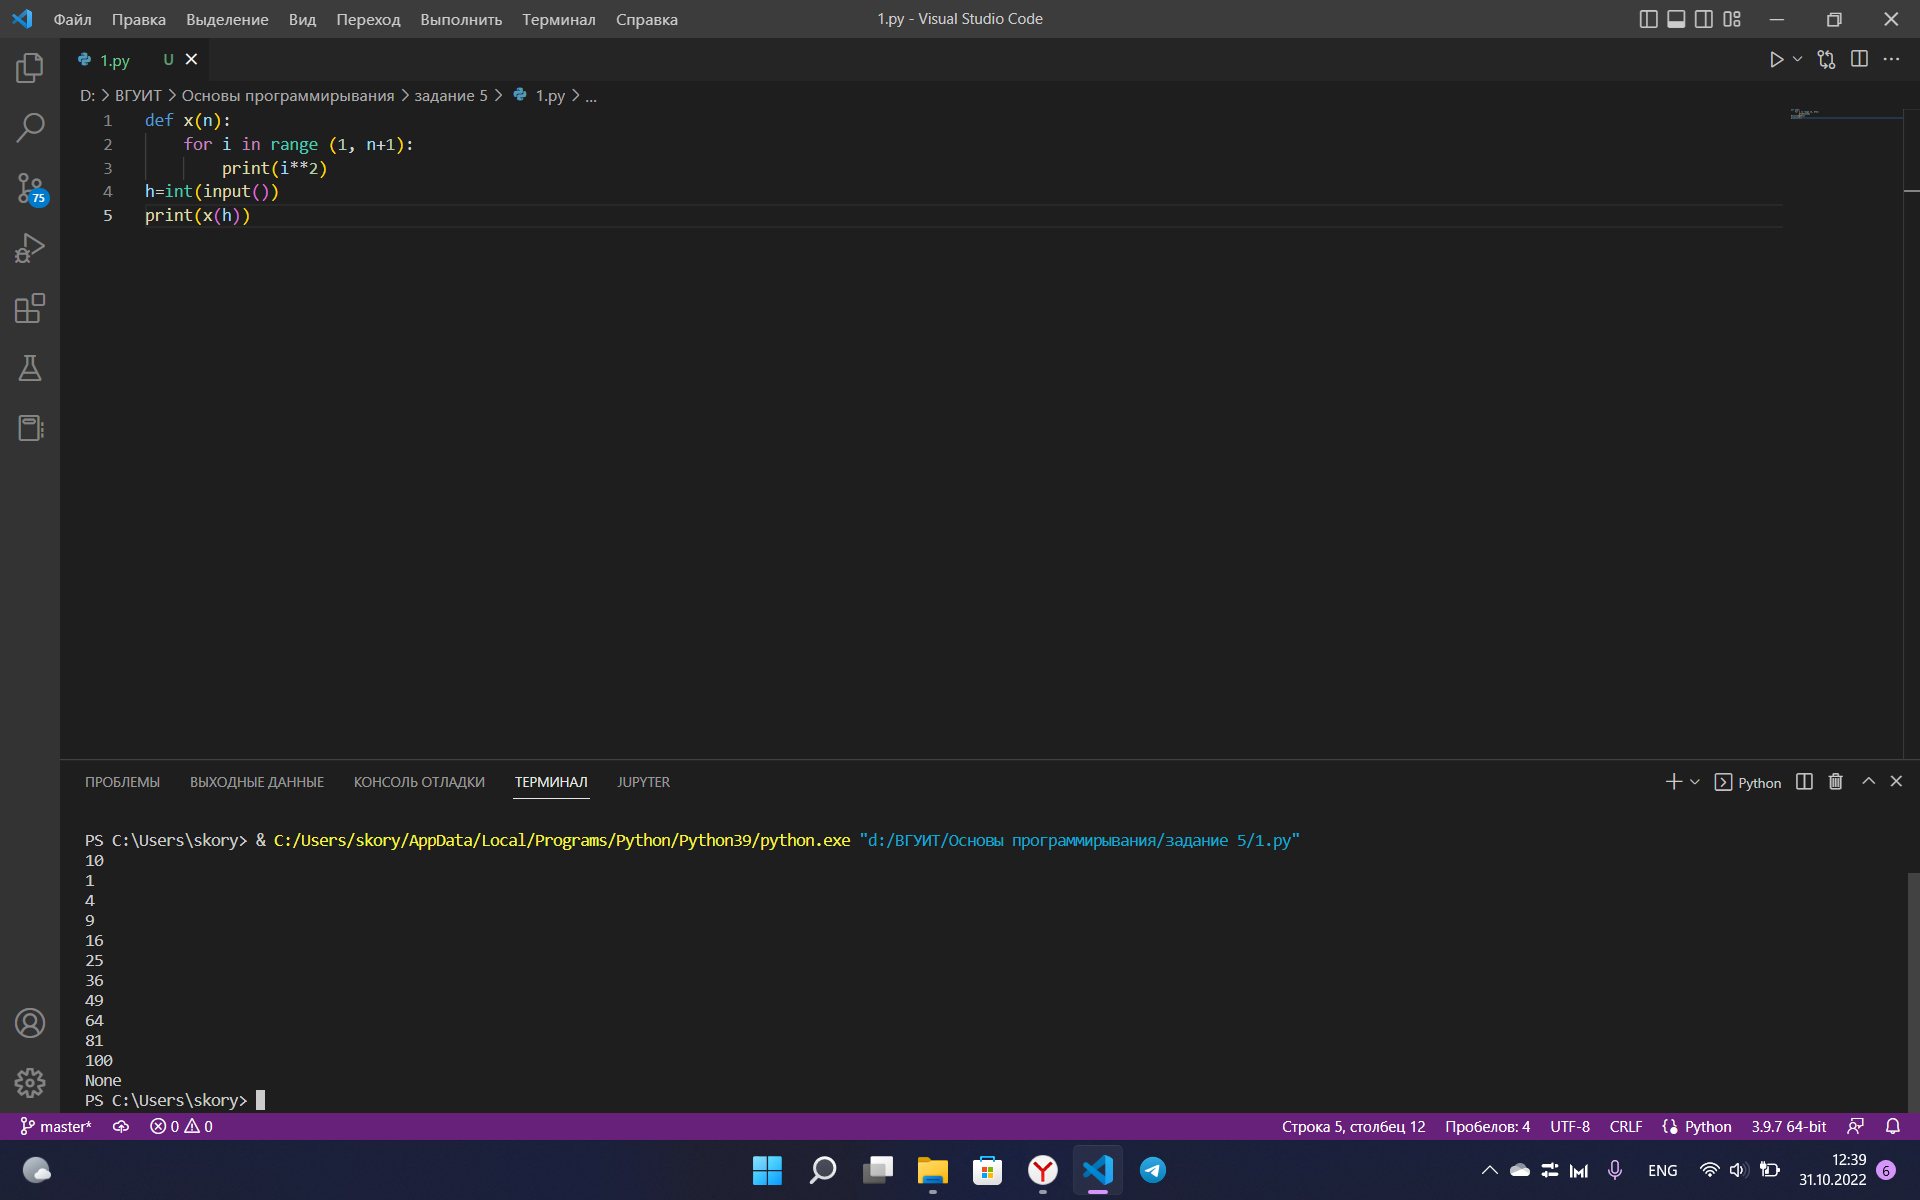 Файл Правка Выделение Вид Переход Выполнить Терминал Справка
1.py - Visual Studio Code
1.py U
D: > ВГУИТ > Основы программирывания > задание 5 > 1.py > ...
1 def x(n):
2 for i in range (1, n+1):
3 print(i**2)
4 h=int(input())
5 print(x(h))
75
ПРОБЛЕМЫ ВЫХОДНЫЕ ДАННЫЕ КОНСОЛЬ ОТЛАДКИ ТЕРМИНАЛ JUPYTER
Python
PS C:\Users\skory> & C:/Users/skory/AppData/Local/Programs/Python/Python39/python.exe "d:/ВГУИТ/Основы программирывания/задание 5/1.py"
10
1
4
9
16
25
36
49
64
81
100
None
PS C:\Users\skory>
master* 0 0 Строка 5, столбец 12 Пробелов: 4 UTF-8 CRLF Python 3.9.7 64-bit
ENG
12:39
31.10.2022
6